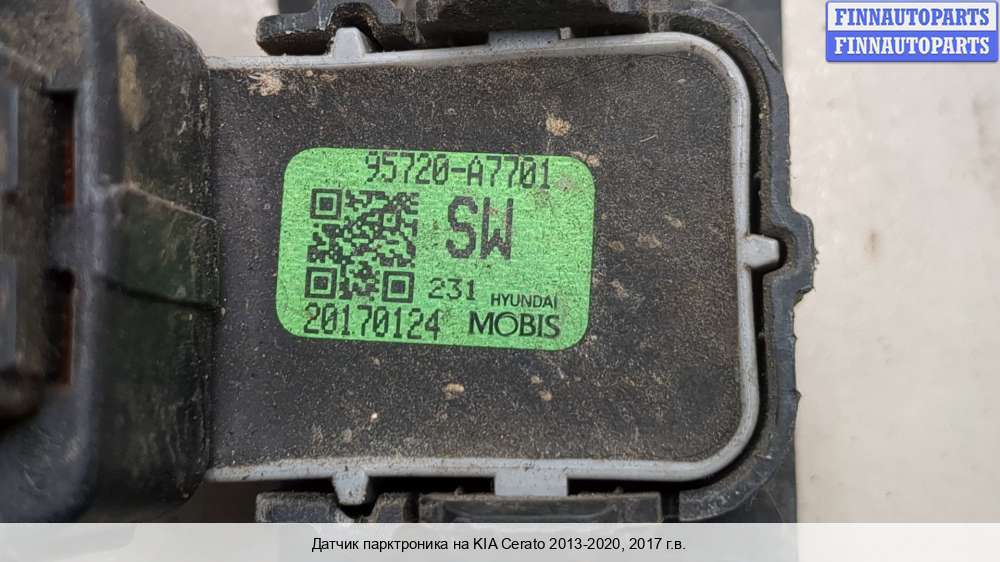 FINNAUTOPARTS
FINNAUTOPARTS
95720-A7701
SW
231
HYUNDAI
20170124
MOBIS
Датчик парктроника на KIA Cerato 2013-2020, 2017 г.в.